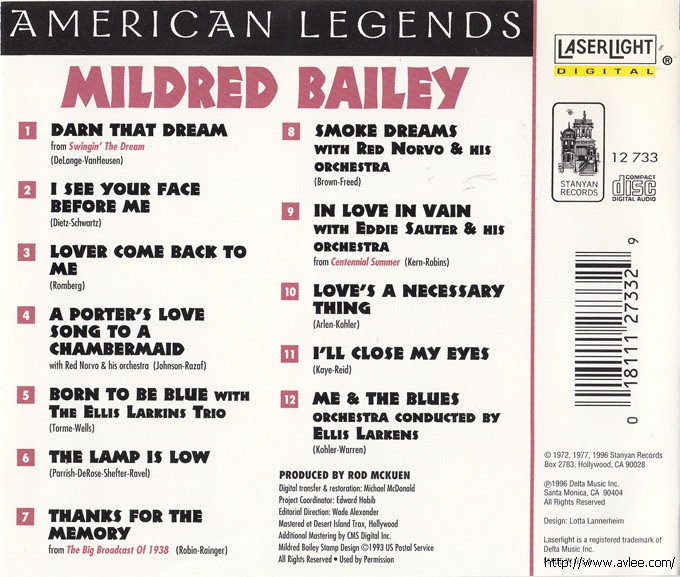 AMERICAN LEGENDS
MILDRED BAILEY
1 DARN THAT DREAM
from Swingin' The Dream
(DeLange-VanHeusen)
2 I SEE YOUR FACE
BEFORE ME
(Dietz-Schwartz)
3 LOVER COME BACK TO
ME
(Romberg)
4 A PORTER'S LOVE
SONG TO A
CHAMBERMAID
with Red Norvo & his orchestra (Johnson-Razaf)
5 BORN TO BE BLUE WITH
THE ELLIS LARKINS TRIO
(Torme-Wells)
6 THE LAMP IS LOW
(Parrish-DeRose-Shefter-Ravel)
7 THANKS FOR THE
MEMORY
from The Big Broadcast Of 1938 (Robin-Rainger)
8 SMOKE DREAMS
WITH RED NORVO & HIS
ORCHESTRA
(Brown-Freed)
9 IN LOVE IN VAIN
WITH EDDIE SAUTER & HIS
ORCHESTRA
from Centennial Summer (Kern-Robins)
10 LOVE'S A NECESSARY
THING
(Arlen-Kohler)
11 I'LL CLOSE MY EYES
(Kaye-Reid)
12 ME & THE BLUES
ORCHESTRA CONDUCTED BY
ELLIS LARKENS
(Kohler-Warren)
PRODUCED BY ROD MCKUEN
Digital transfer & restoration: Michael McDonald
Project Coordinator: Edward Habib
Editorial Direction: Wade Alexander
Mastered at Desert Island Trax, Hollywood
Additional Mastering by CMS Digital Inc.
Mildred Bailey Stamp Design ©1993 US Postal Service
All Rights Reserved • Used by Permission
LASERLIGHT ®
DIGITAL
STANYAN
RECORDS
12 733
COMPACT
disc
DIGITAL AUDIO
0 18111 27332 9
© 1972, 1977, 1996 Stanyan Records
Box 2783, Hollywood, CA 90028
℗1996 Delta Music Inc.
Santa Monica, CA 90404
All Rights Reserved
Design: Lotta Lannerheim
Laserlight is a registered trademark of
Delta Music Inc.
http://www.avlee.com/